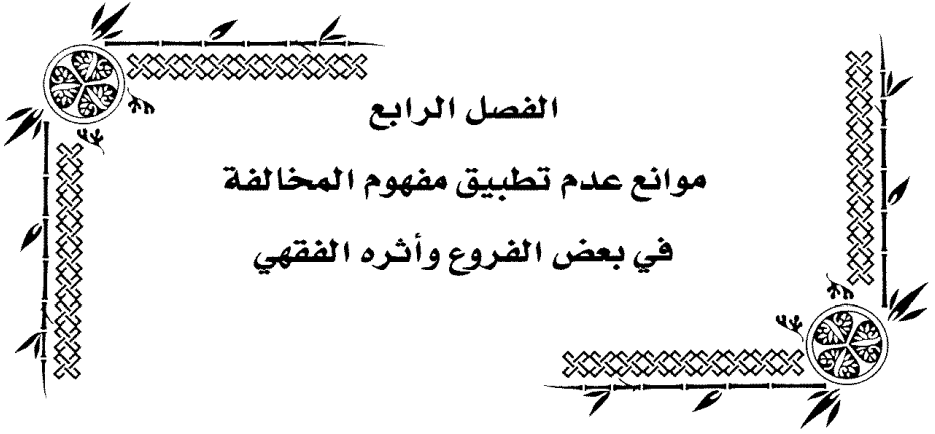 الفصل الرابع
موانع عدم تطبيق مفهوم المخالفة
في بعض الفروع وأثره الفقهي